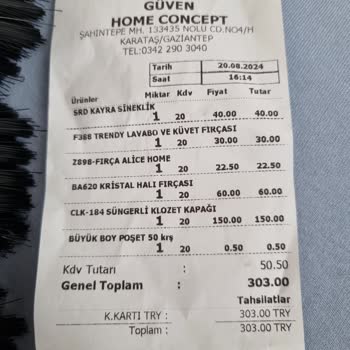 GÜVEN
HOME CONCEPT
ŞAHİNTEPE MH. 133435 NOLU CD.NO4/H
KARATAŞ/GAZİANTEP
TEL:0342 290 3040
Tarih 20.08.2024
Saat 16:14
Ürünler Miktar Kdv Fiyat Tutar
SRD KAYRA SİNEKLİK
1 20 40.00 40.00
F388 TRENDY LAVABO VE KÜVET FIRÇASI
1 20 30.00 30.00
Z898-FIRÇA ALİCE HOME
1 20 22.50 22.50
BA620 KRİSTAL HALI FIRÇASI
1 20 60.00 60.00
CLK-184 SÜNGERLİ KLOZET KAPAĞI
1 20 150.00 150.00
BÜYÜK BOY POŞET 50 krş
1 20 0.50 0.50
Kdv Tutarı : 50.50
Genel Toplam : 303.00
Tahsilatlar
K.KARTI TRY : 303.00 TRY
Toplam : 303.00 TRY